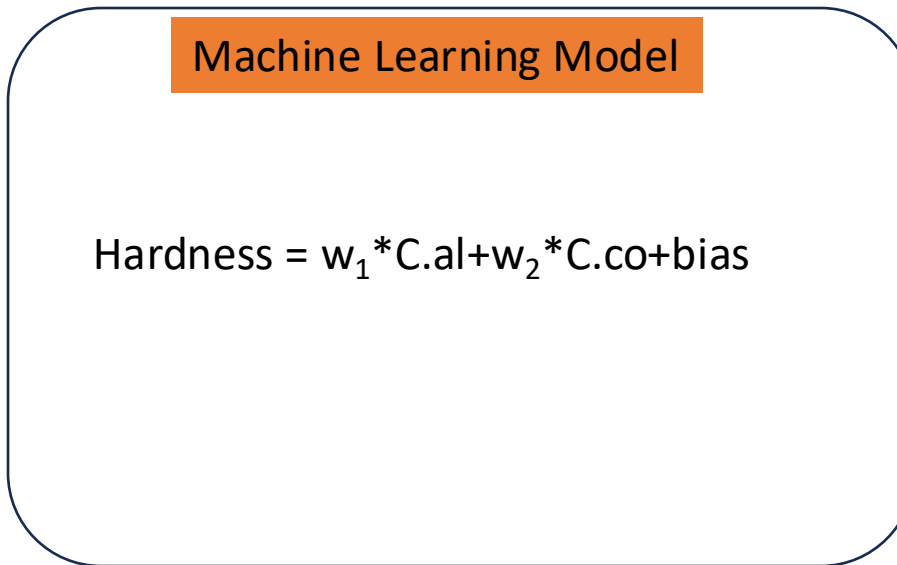 Machine Learning Model
Hardness = w₁*C.al+w₂*C.co+bias